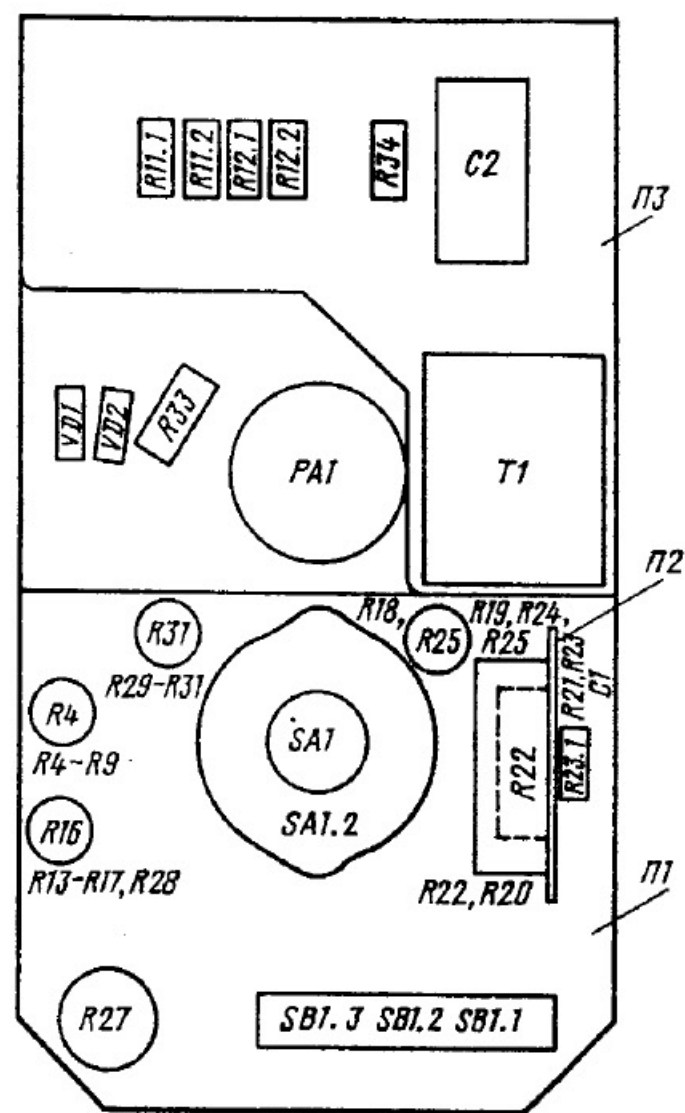 R11.1
R11.2
R12.1
R12.2
R34
C2
П3
VD1
VD2
R33
PA1
T1
П2
R31
R29-R31
R18,
R25
R19, R24,
R25
R21, R23
C1
R4
R4-R9
SA1
SA1.2
R22
R23.1
R16
R13-R17, R28
R22, R20
П1
R27
SB1.3 SB1.2 SB1.1